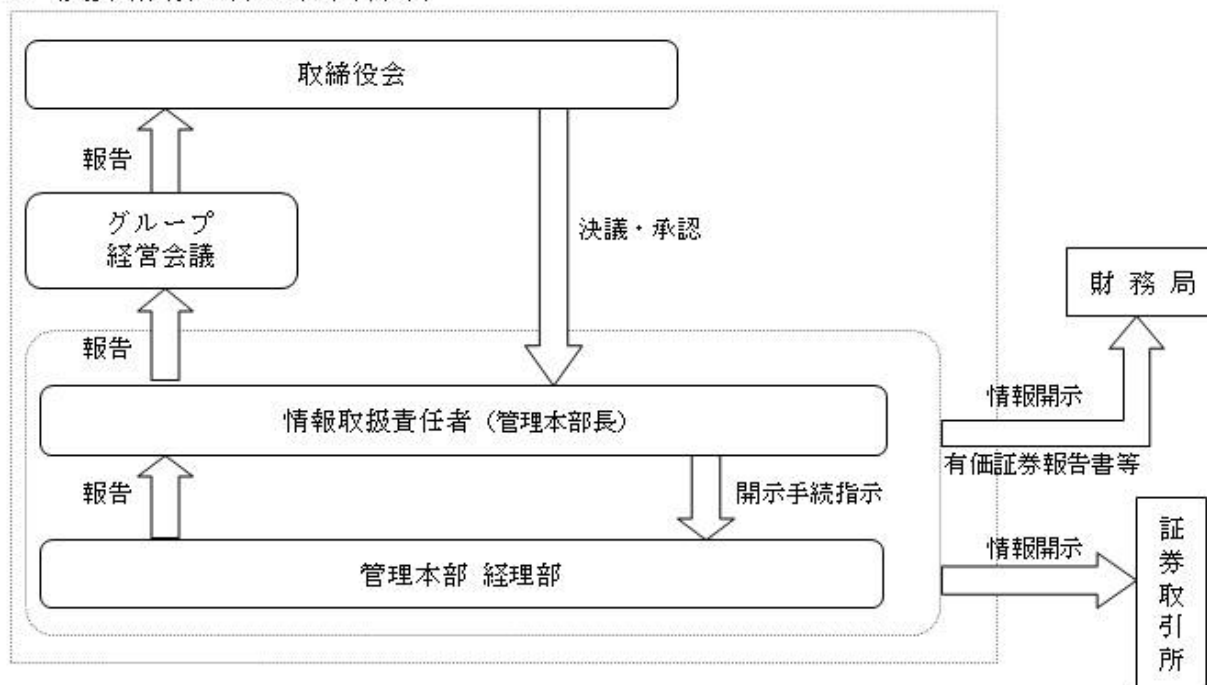 取締役会
報告
グループ
経営会議
決議・承認
財務局
報告
情報開示
情報取扱責任者（管理本部長）
有価証券報告書等
報告
開示手続指示
証券取引所
情報開示
管理本部 経理部